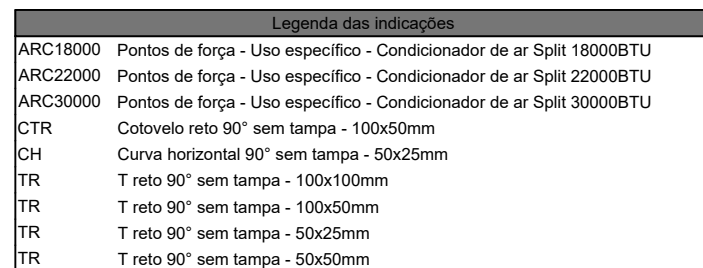 Legenda das indicações
ARC18000 Pontos de força - Uso específico - Condicionador de ar Split 18000BTU
ARC22000 Pontos de força - Uso específico - Condicionador de ar Split 22000BTU
ARC30000 Pontos de força - Uso específico - Condicionador de ar Split 30000BTU
CTR Cotovelo reto 90° sem tampa - 100x50mm
CH Curva horizontal 90° sem tampa - 50x25mm
TR T reto 90° sem tampa - 100x100mm
TR T reto 90° sem tampa - 100x50mm
TR T reto 90° sem tampa - 50x25mm
TR T reto 90° sem tampa - 50x50mm